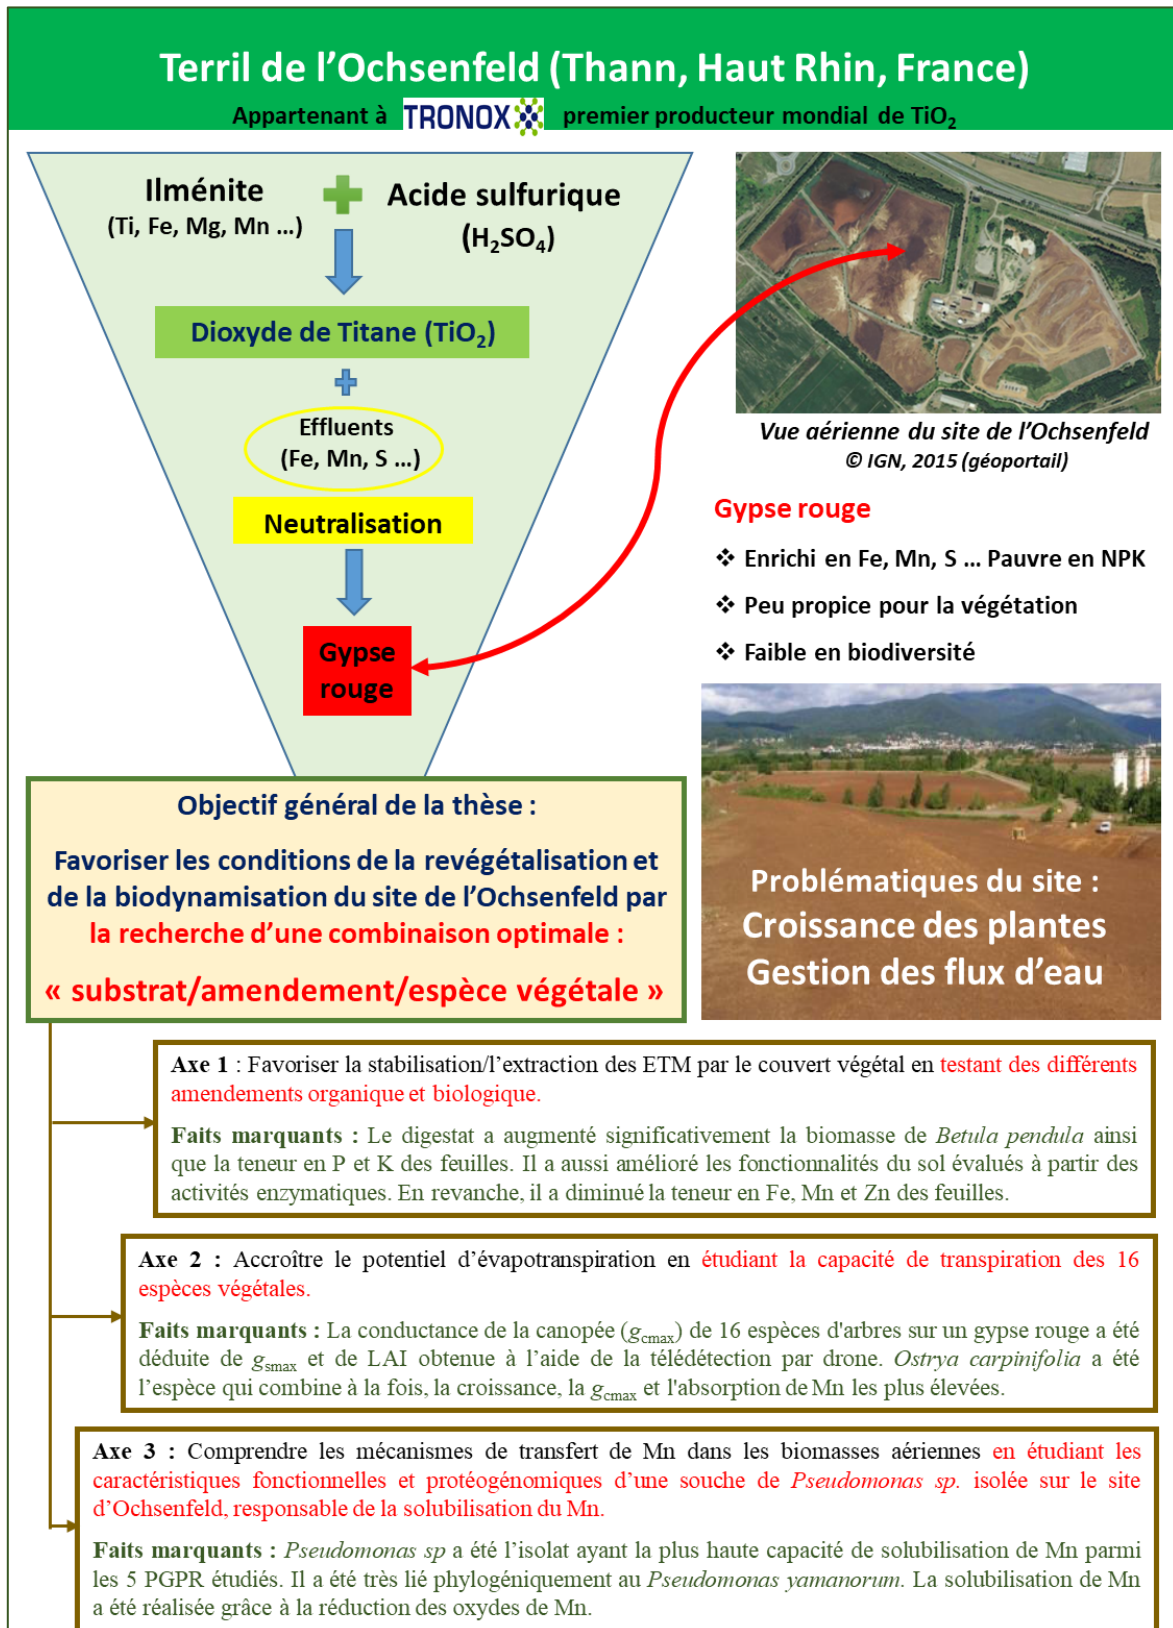 Terril de l’Ochsenfeld (Thann, Haut Rhin, France)
Appartenant à TRONOX premier producteur mondial de TiO₂
Ilménite
(Ti, Fe, Mg, Mn ...)
Acide sulfurique
(H₂SO₄)
Dioxyde de Titane (TiO₂)
Effluents
(Fe, Mn, S ...)
Neutralisation
Gypse
rouge
Vue aérienne du site de l’Ochsenfeld
© IGN, 2015 (géoportail)
Gypse rouge
❖ Enrichi en Fe, Mn, S ... Pauvre en NPK
❖ Peu propice pour la végétation
❖ Faible en biodiversité
Problématiques du site :
Croissance des plantes
Gestion des flux d’eau
Objectif général de la thèse :
Favoriser les conditions de la revégétalisation et
de la biodynamisation du site de l’Ochsenfeld par
la recherche d’une combinaison optimale :
« substrat/amendement/espèce végétale »
Axe 1 : Favoriser la stabilisation/l’extraction des ETM par le couvert végétal en testant des différents
amendements organique et biologique.
Faits marquants : Le digestat a augmenté significativement la biomasse de Betula pendula ainsi
que la teneur en P et K des feuilles. Il a aussi amélioré les fonctionnalités du sol évalués à partir des
activités enzymatiques. En revanche, il a diminué la teneur en Fe, Mn et Zn des feuilles.
Axe 2 : Accroître le potentiel d’évapotranspiration en étudiant la capacité de transpiration des 16
espèces végétales.
Faits marquants : La conductance de la canopée (gcmax) de 16 espèces d'arbres sur un gypse rouge a été
déduite de gsmax et de LAI obtenue à l’aide de la télédétection par drone. Ostrya carpinifolia a été
l’espèce qui combine à la fois, la croissance, la gcmax et l'absorption de Mn les plus élevées.
Axe 3 : Comprendre les mécanismes de transfert de Mn dans les biomasses aériennes en étudiant les
caractéristiques fonctionnelles et protéogénomiques d’une souche de Pseudomonas sp. isolée sur le site
d’Ochsenfeld, responsable de la solubilisation du Mn.
Faits marquants : Pseudomonas sp a été l’isolat ayant la plus haute capacité de solubilisation de Mn parmi
les 5 PGPR étudiés. Il a été très lié phylogéniquement au Pseudomonas yamanorum. La solubilisation de Mn
a été réalisée grâce à la réduction des oxydes de Mn.